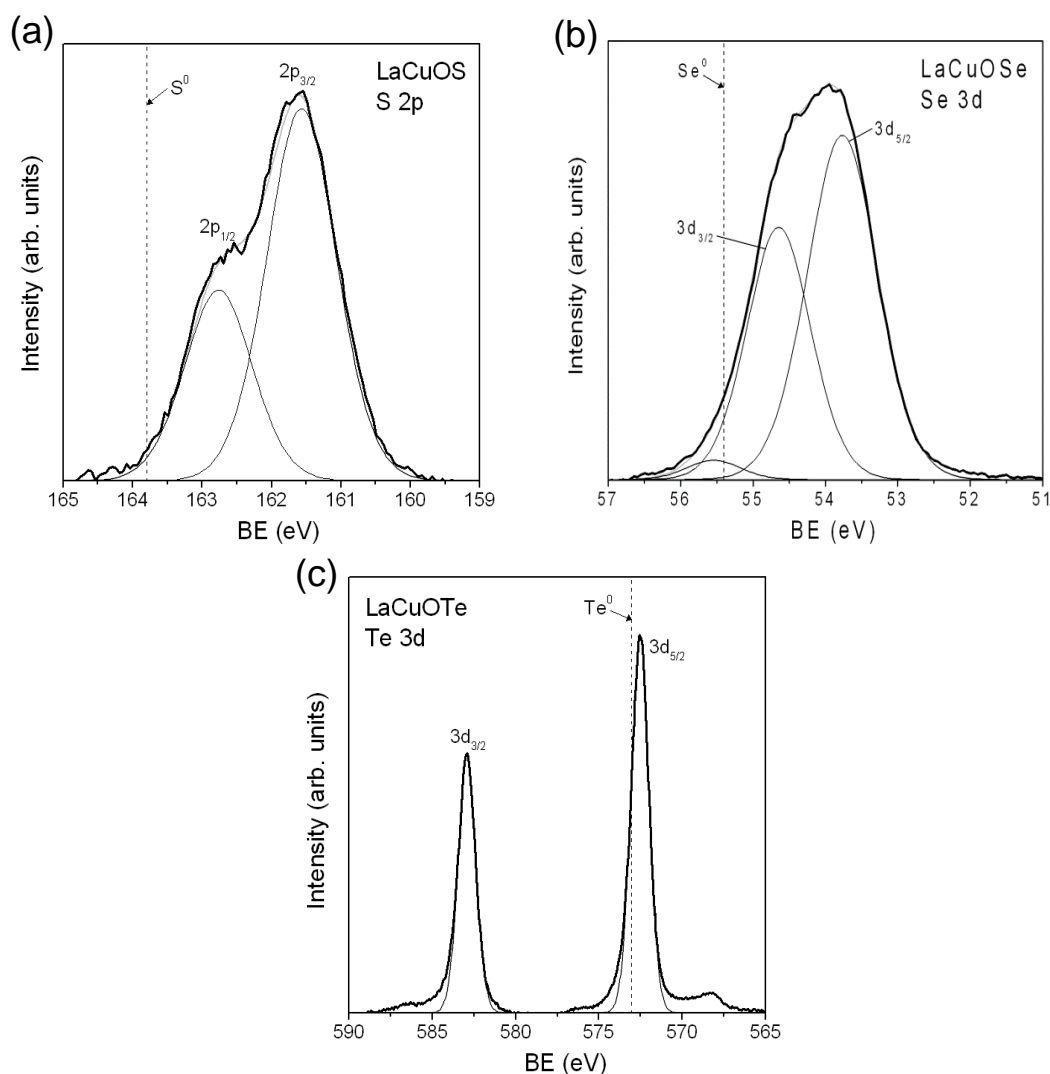 (a)
LaCuOS
S 2p
S⁰
2p₃/₂
2p₁/₂
Intensity (arb. units)
165 164 163 162 161 160 159
BE (eV)
(b)
LaCuOSe
Se 3d
Se⁰
3d₅/₂
3d₃/₂
Intensity (arb. units)
57 56 55 54 53 52 51
BE (eV)
(c)
LaCuOTe
Te 3d
Te⁰
3d₅/₂
3d₃/₂
Intensity (arb. units)
590 585 580 575 570 565
BE (eV)